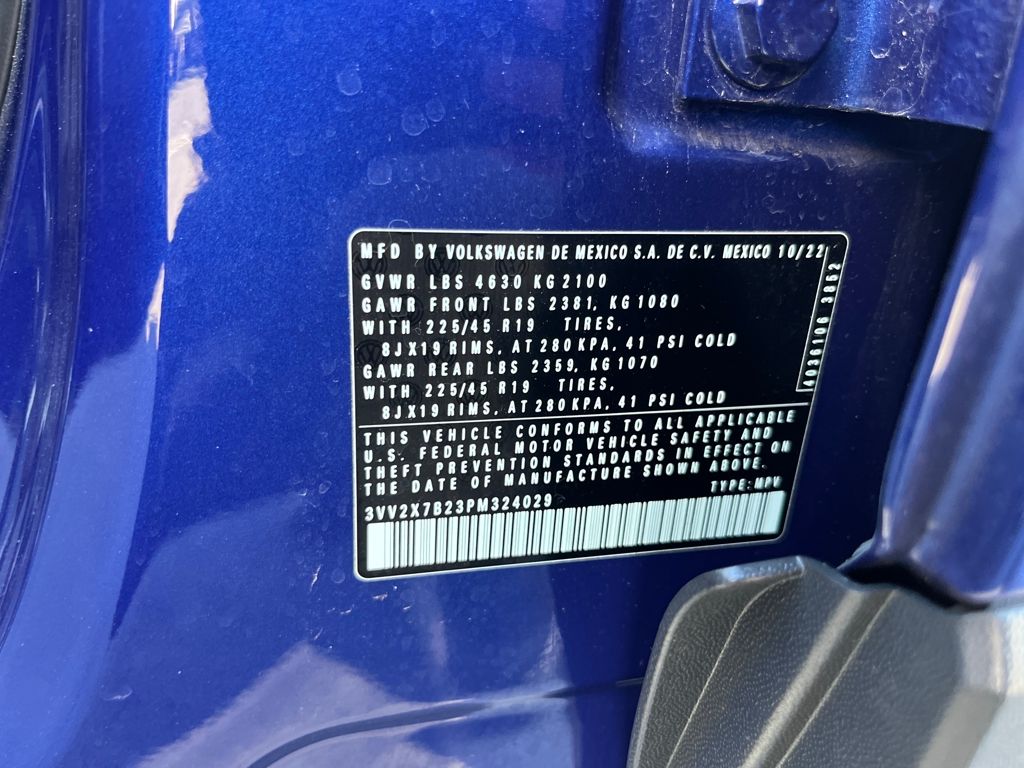 MFD BY VOLKSWAGEN DE MEXICO S.A. DE C.V. MEXICO 10/22
GVWR LBS 4630 KG 2100
GAWR FRONT LBS 2381, KG 1080
WITH 225/45 R19 TIRES,
8JX19 RIMS, AT 280 KPA, 41 PSI COLD
GAWR REAR LBS 2359, KG 1070
WITH 225/45 R19 TIRES,
8JX19 RIMS, AT 280 KPA, 41 PSI COLD
4036106 3852
THIS VEHICLE CONFORMS TO ALL APPLICABLE
U.S. FEDERAL MOTOR VEHICLE SAFETY AND
THEFT PREVENTION STANDARDS IN EFFECT ON
THE DATE OF MANUFACTURE SHOWN ABOVE.
TYPE: MPV
3VV2X7B23PM324029